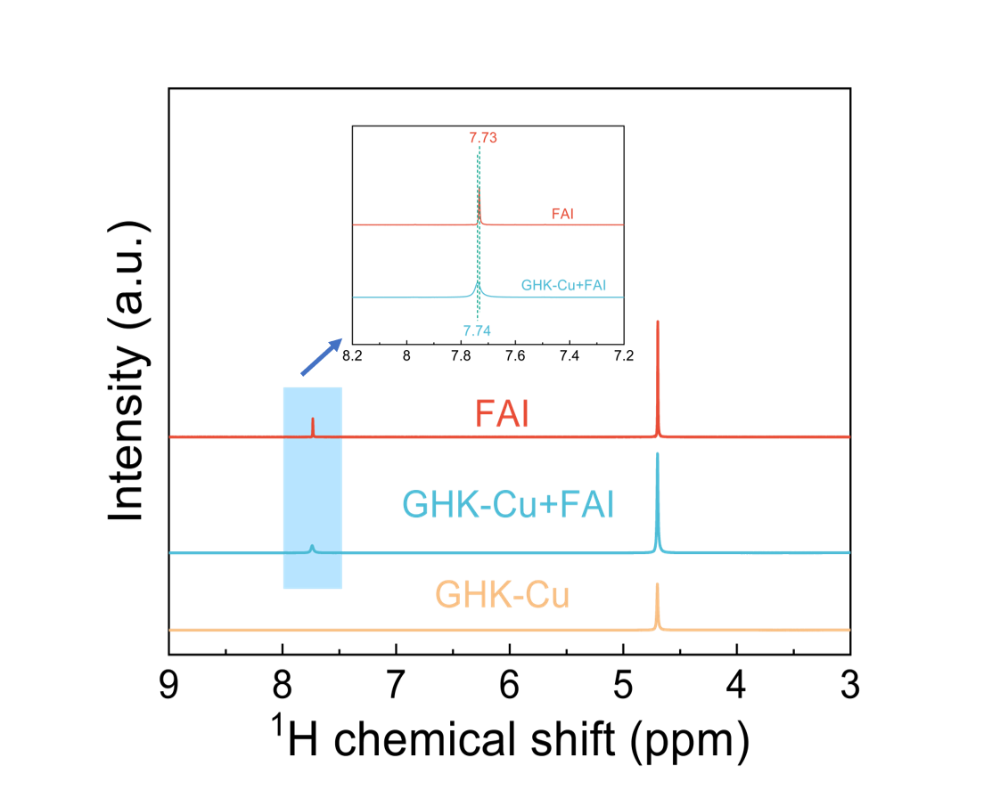 7.73
FAI
GHK-Cu+FAI
7.74
8.2 8 7.8 7.6 7.4 7.2
FAI
GHK-Cu+FAI
GHK-Cu
Intensity (a.u.)
9 8 7 6 5 4 3
¹H chemical shift (ppm)